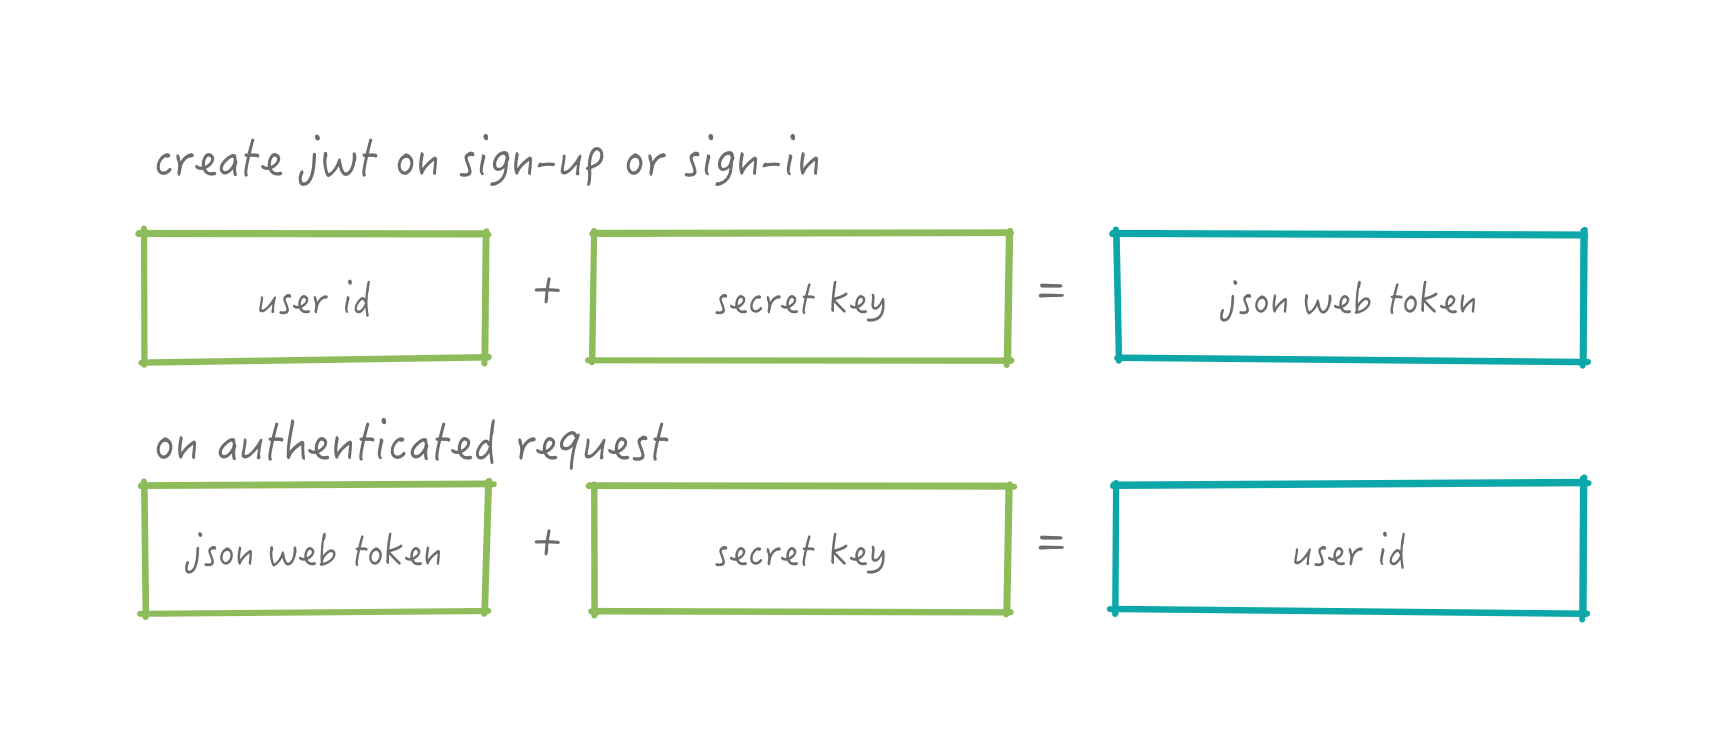 create jwt on sign-up or sign-in
user id + secret key = json web token
on authenticated request
json web token + secret key = user id